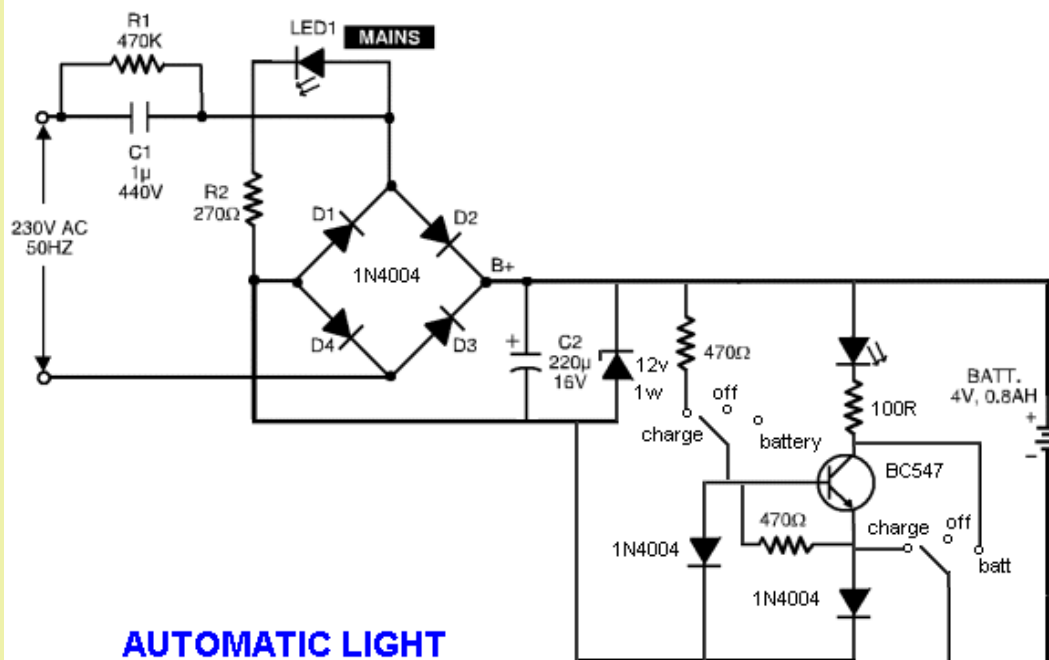 R1
470K
LED1
MAINS
C1
1µ
440V
R2
270Ω
230V AC
50HZ
D1
D2
1N4004
B+
D4
D3
+
C2
220µ
16V
12v
1w
470Ω
off
charge
battery
100R
BATT.
4V, 0.8AH
+
−
BC547
470Ω
charge
off
batt
1N4004
1N4004
AUTOMATIC LIGHT